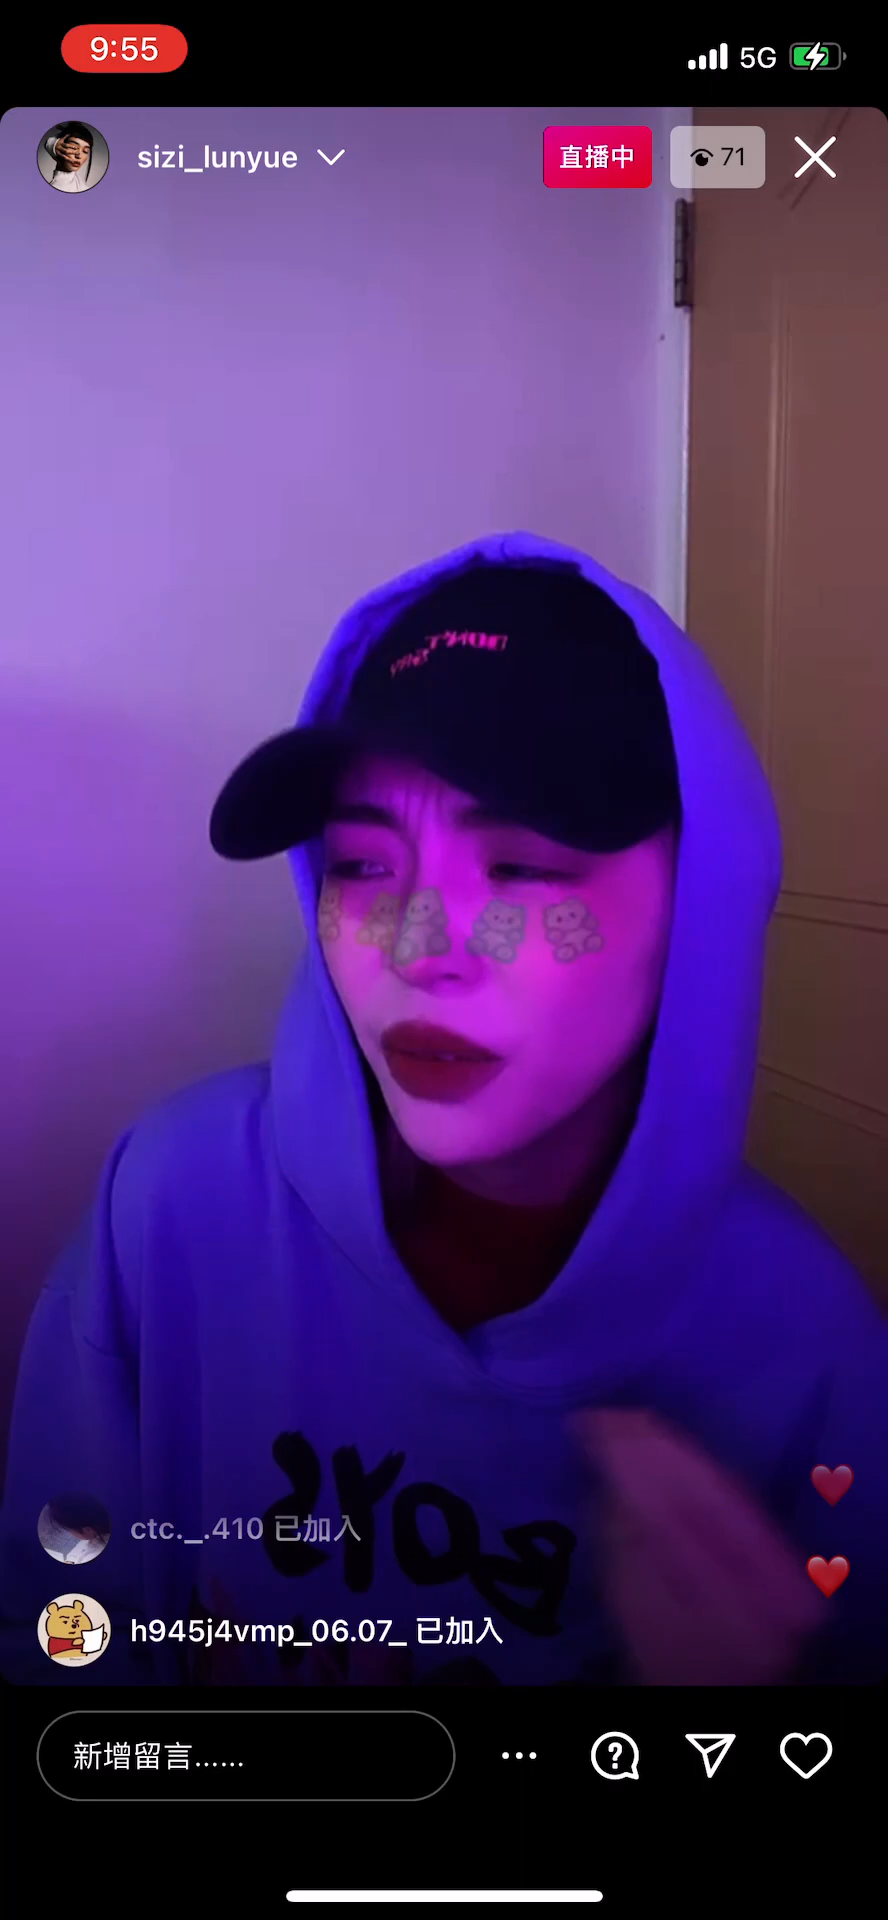 9:55
5G
sizi_lunyue
直播中
71
ctc._.410 已加入
h945j4vmp_06.07_ 已加入
新增留言......